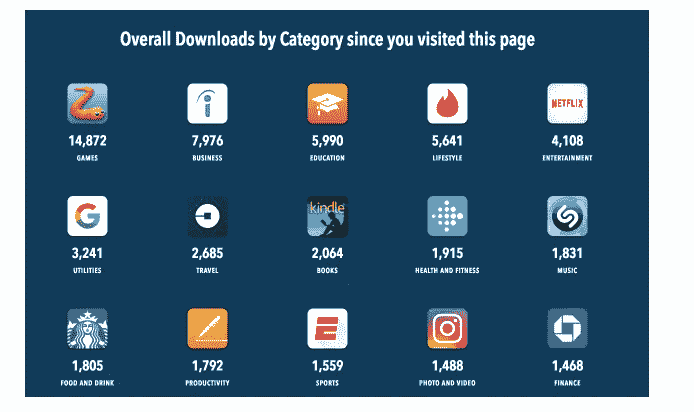 Overall Downloads by Category since you visited this page
NETFLIX
14,872 7,976 5,990 5,641 4,108
GAMES BUSINESS EDUCATION LIFESTYLE ENTERTAINMENT
G kindle
3,241 2,685 2,064 1,915 1,831
UTILITIES TRAVEL BOOKS HEALTH AND FITNESS MUSIC
1,805 1,792 1,559 1,488 1,468
FOOD AND DRINK PRODUCTIVITY SPORTS PHOTO AND VIDEO FINANCE